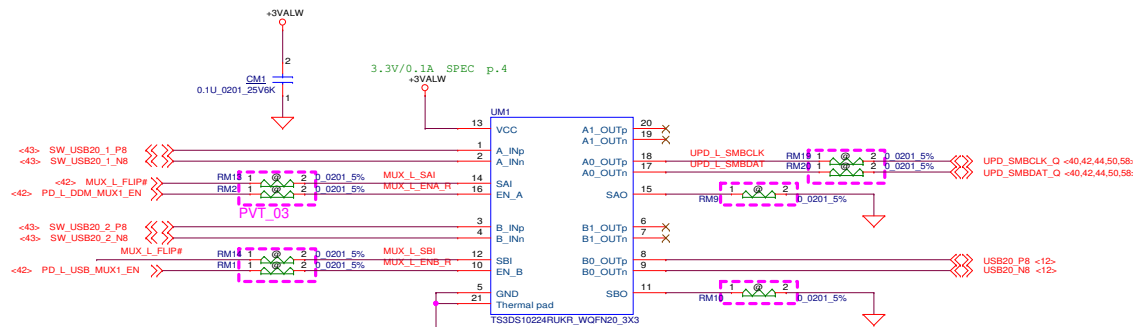 +3VALW
3.3V/0.1A SPEC p.4
+3VALW
2
CM1
0.1U_0201_25V6K
1
UM1
13 VCC A1_OUTp 20
A1_OUTn 19
<43> SW_USB20_1_P8 1 A_INp
<43> SW_USB20_1_N8 2 A_INn
A0_OUTp 18 UPD_L_SMBCLK RM19 1 @ 2 0_0201_5% UPD_SMBCLK_Q <40,42,44,50,58>
A0_OUTn 17 UPD_L_SMBDAT RM20 1 @ 2 0_0201_5% UPD_SMBDAT_Q <40,42,44,50,58>
<42> MUX_L_FLIP# RM13 1 @ 2 0_0201_5% MUX_L_SAI 14 SAI
<42> PD_L_DDM_MUX1_EN RM2 1 @ 2 0_0201_5% MUX_L_ENA_R 16 EN_A
SAO 15 RM9 1 @ 2 0_0201_5%
PVT_03
<43> SW_USB20_2_P8 3 B_INp B1_OUTp 6
<43> SW_USB20_2_N8 4 B_INn B1_OUTn 7
MUX_L_FLIP# RM14 1 @ 2 0_0201_5% MUX_L_SBI 12 SBI B0_OUTp 8 USB20_P8 <12>
<42> PD_L_USB_MUX1_EN RM1 1 @ 2 0_0201_5% MUX_L_ENB_R 10 EN_B B0_OUTn 9 USB20_N8 <12>
5 GND SBO 11 RM10 1 @ 2 0_0201_5%
21 Thermal pad
TS3DS10224RUKR_WQFN20_3X3